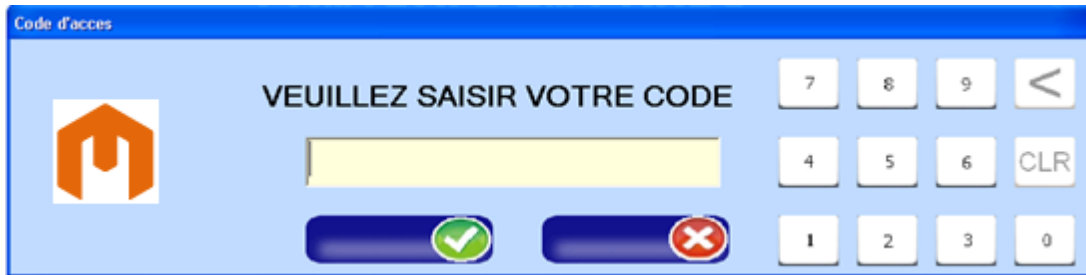 Code d'acces
VEUILLEZ SAISIR VOTRE CODE
7 8 9 <
4 5 6 CLR
1 2 3 0